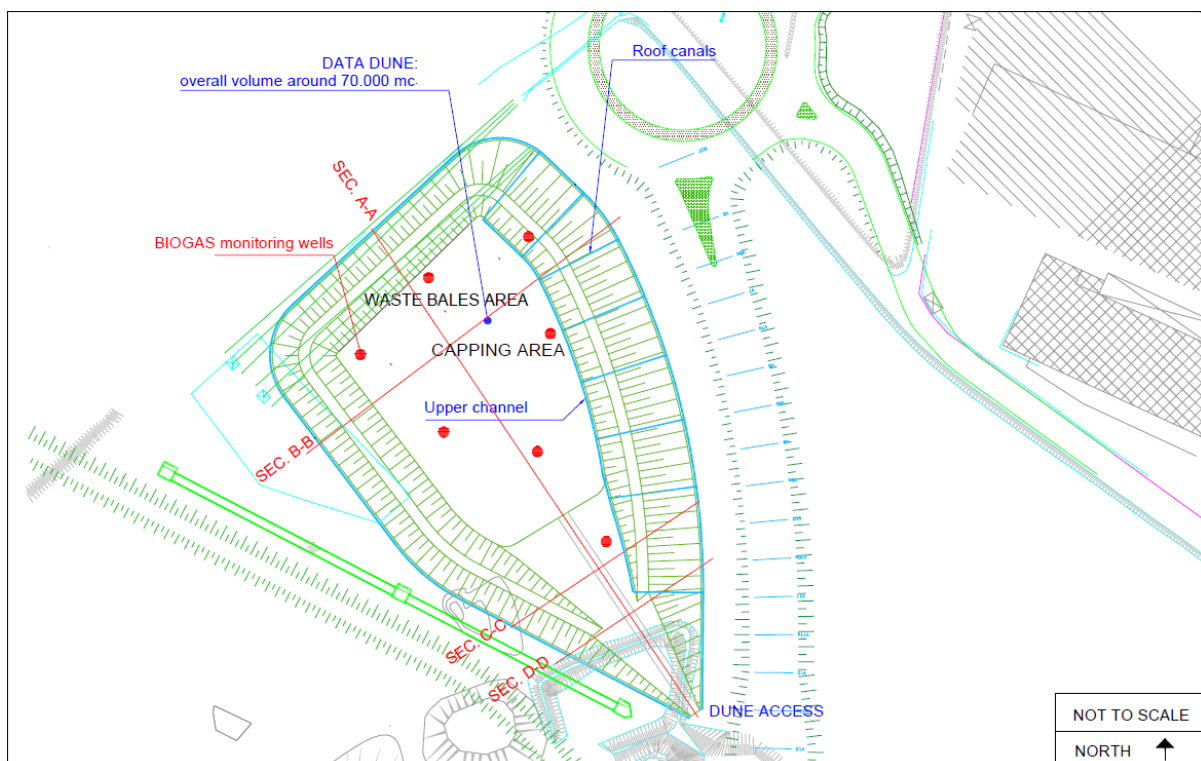 DATA DUNE:
overall volume around 70.000 mc
Roof canals
SEC. A-A
BIOGAS monitoring wells
WASTE BALES AREA
CAPPING AREA
Upper channel
SEC. B-B
SEC. C-C
SEC. D-D
DUNE ACCESS
NOT TO SCALE
NORTH